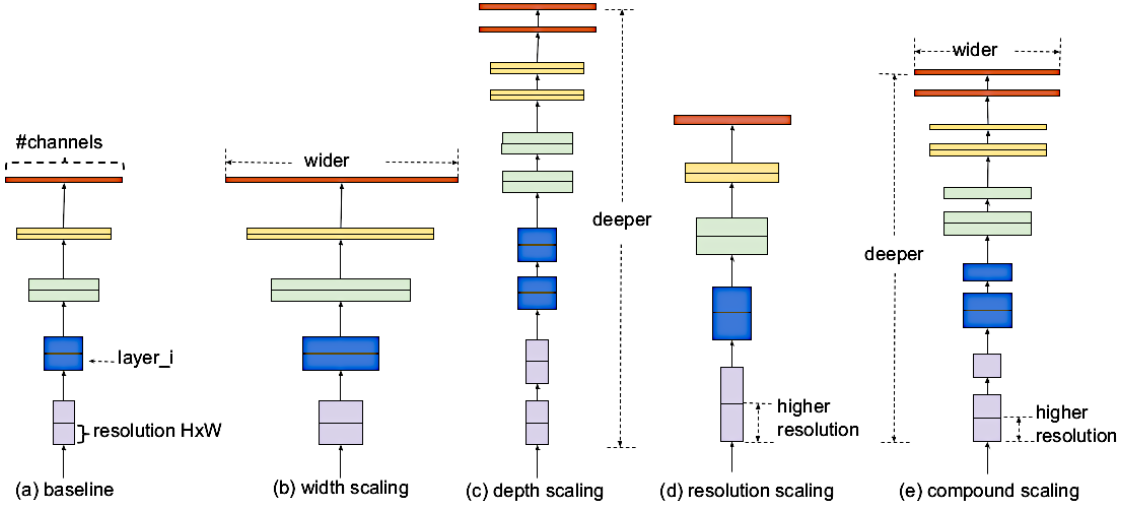 #channels
layer_i
resolution HxW
(a) baseline
wider
(b) width scaling
deeper
(c) depth scaling
higher
resolution
(d) resolution scaling
wider
deeper
higher
resolution
(e) compound scaling